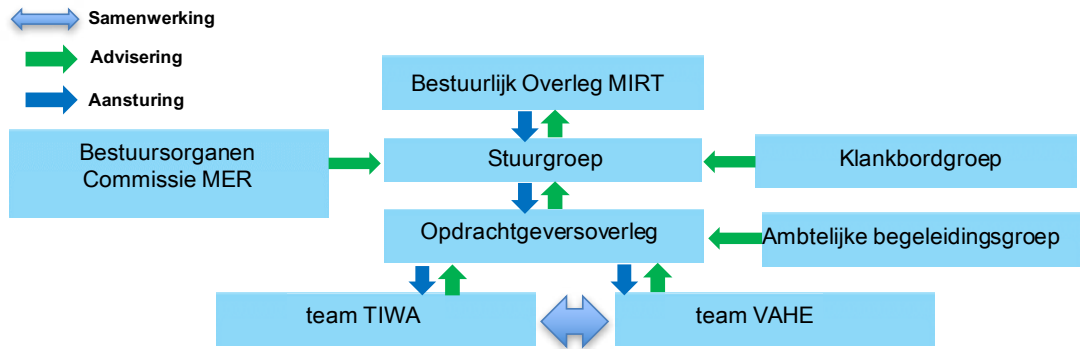 Samenwerking
Advisering
Aansturing
Bestuurlijk Overleg MIRT
Bestuursorganen
Commissie MER
Stuurgroep
Klankbordgroep
Opdrachtgeversoverleg
Ambtelijke begeleidingsgroep
team TIWA
team VAHE